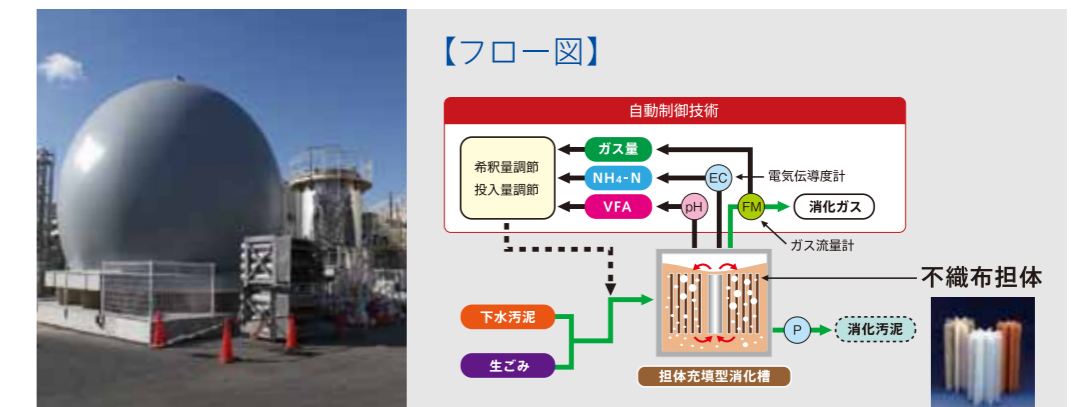 【フロー図】
自動制御技術
希釈量調節
投入量調節
ガス量
NH4-N
VFA
EC
pH
FM
電気伝導度計
消化ガス
ガス流量計
不織布担体
下水汚泥
生ごみ
P
消化汚泥
担体充填型消化槽